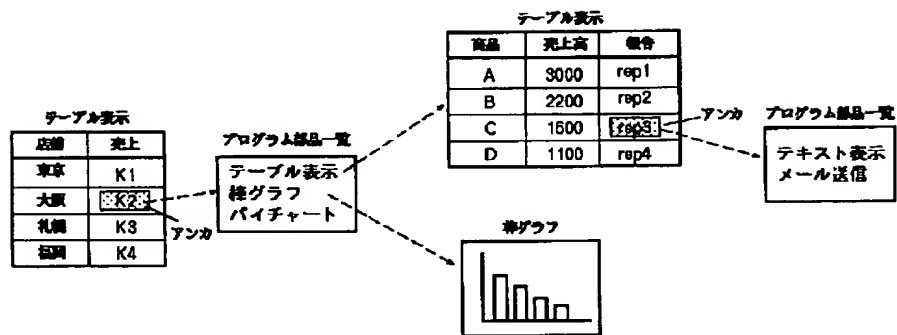 テーブル表示
商品 売上高 報告
A 3000 rep1
B 2200 rep2
C 1500 rep3
D 1100 rep4
アンカ
プログラム部品一覧
テキスト表示
メール送信
テーブル表示
店舗 売上
東京 K1
大阪 K2
札幌 K3
福岡 K4
アンカ
プログラム部品一覧
テーブル表示
棒グラフ
パイチャート
棒グラフ